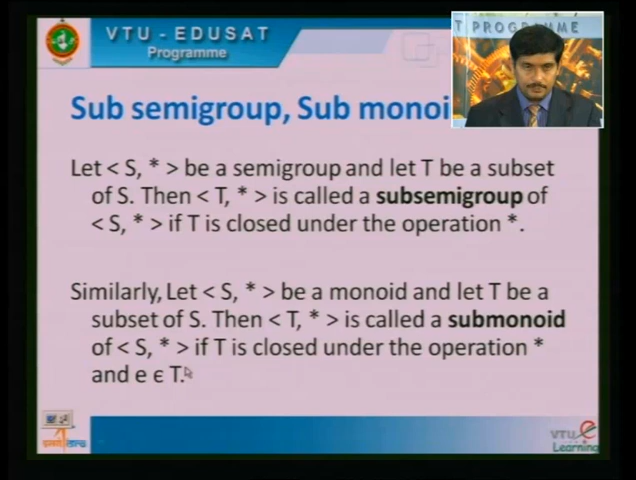 VTU - EDUSAT
Programme
T PROGRAMME
Sub semigroup, Sub monoi
Let < S, * > be a semigroup and let T be a subset
of S. Then < T, * > is called a subsemigroup of
< S, * > if T is closed under the operation *.
Similarly, Let < S, * > be a monoid and let T be a
subset of S. Then < T, * > is called a submonoid
of < S, * > if T is closed under the operation *
and e ϵ T.
VTU e
Learning